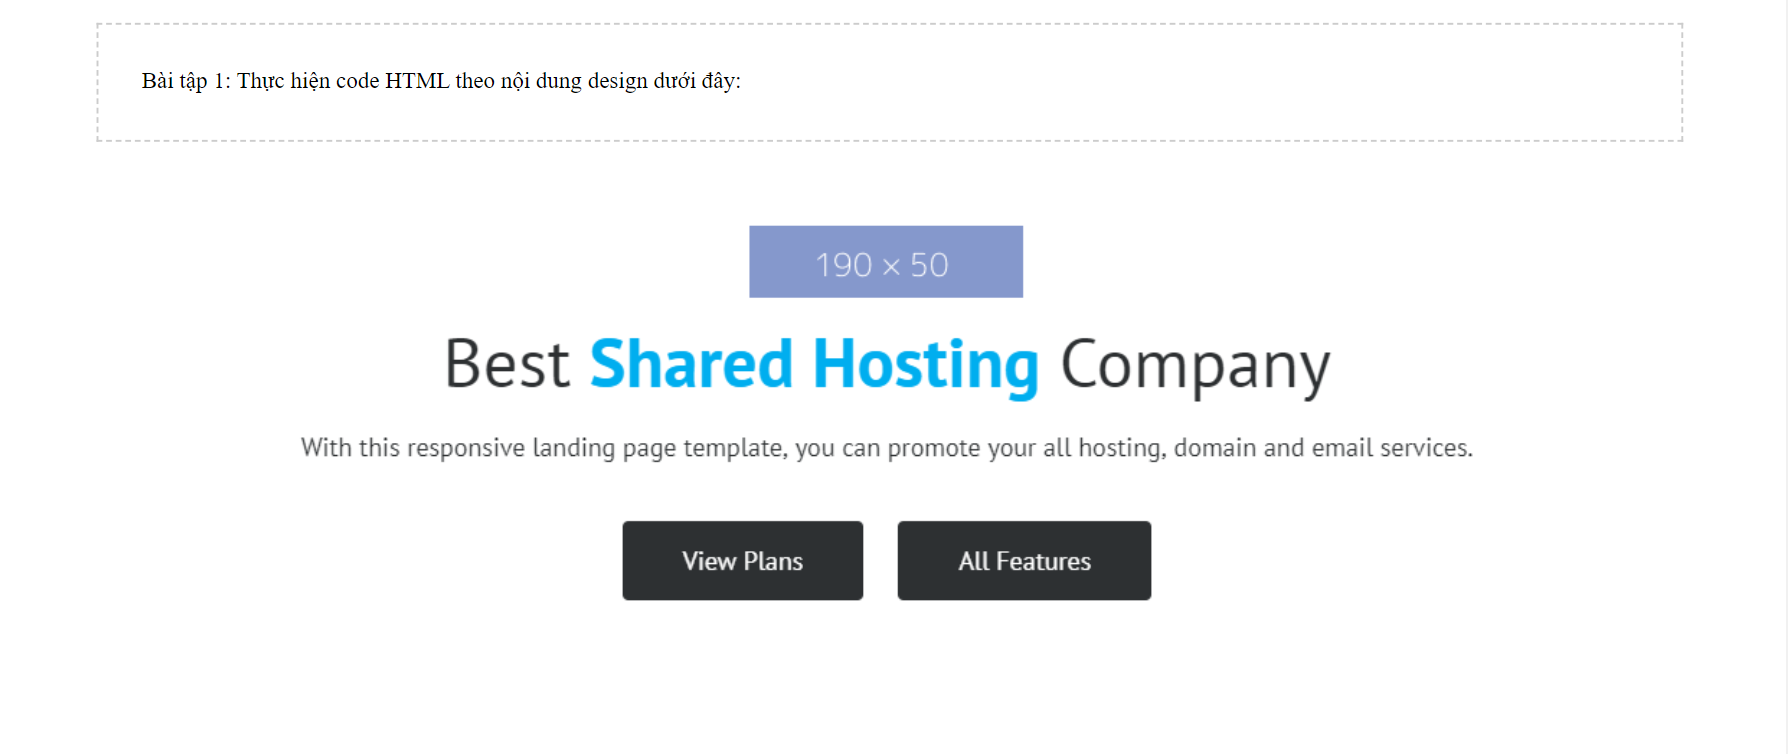 Bài tập 1: Thực hiện code HTML theo nội dung design dưới đây:
190 × 50
Best Shared Hosting Company
With this responsive landing page template, you can promote your all hosting, domain and email services.
View Plans
All Features